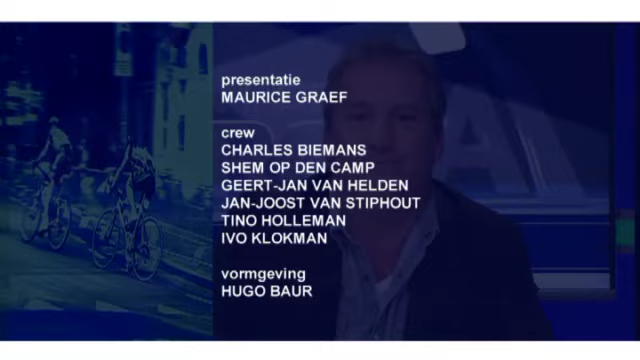 presentatie
MAURICE GRAEF
crew
CHARLES BIEMANS
SHEM OP DEN CAMP
GEERT-JAN VAN HELDEN
JAN-JOOST VAN STIPHOUT
TINO HOLLEMAN
IVO KLOKMAN
vormgeving
HUGO BAUR